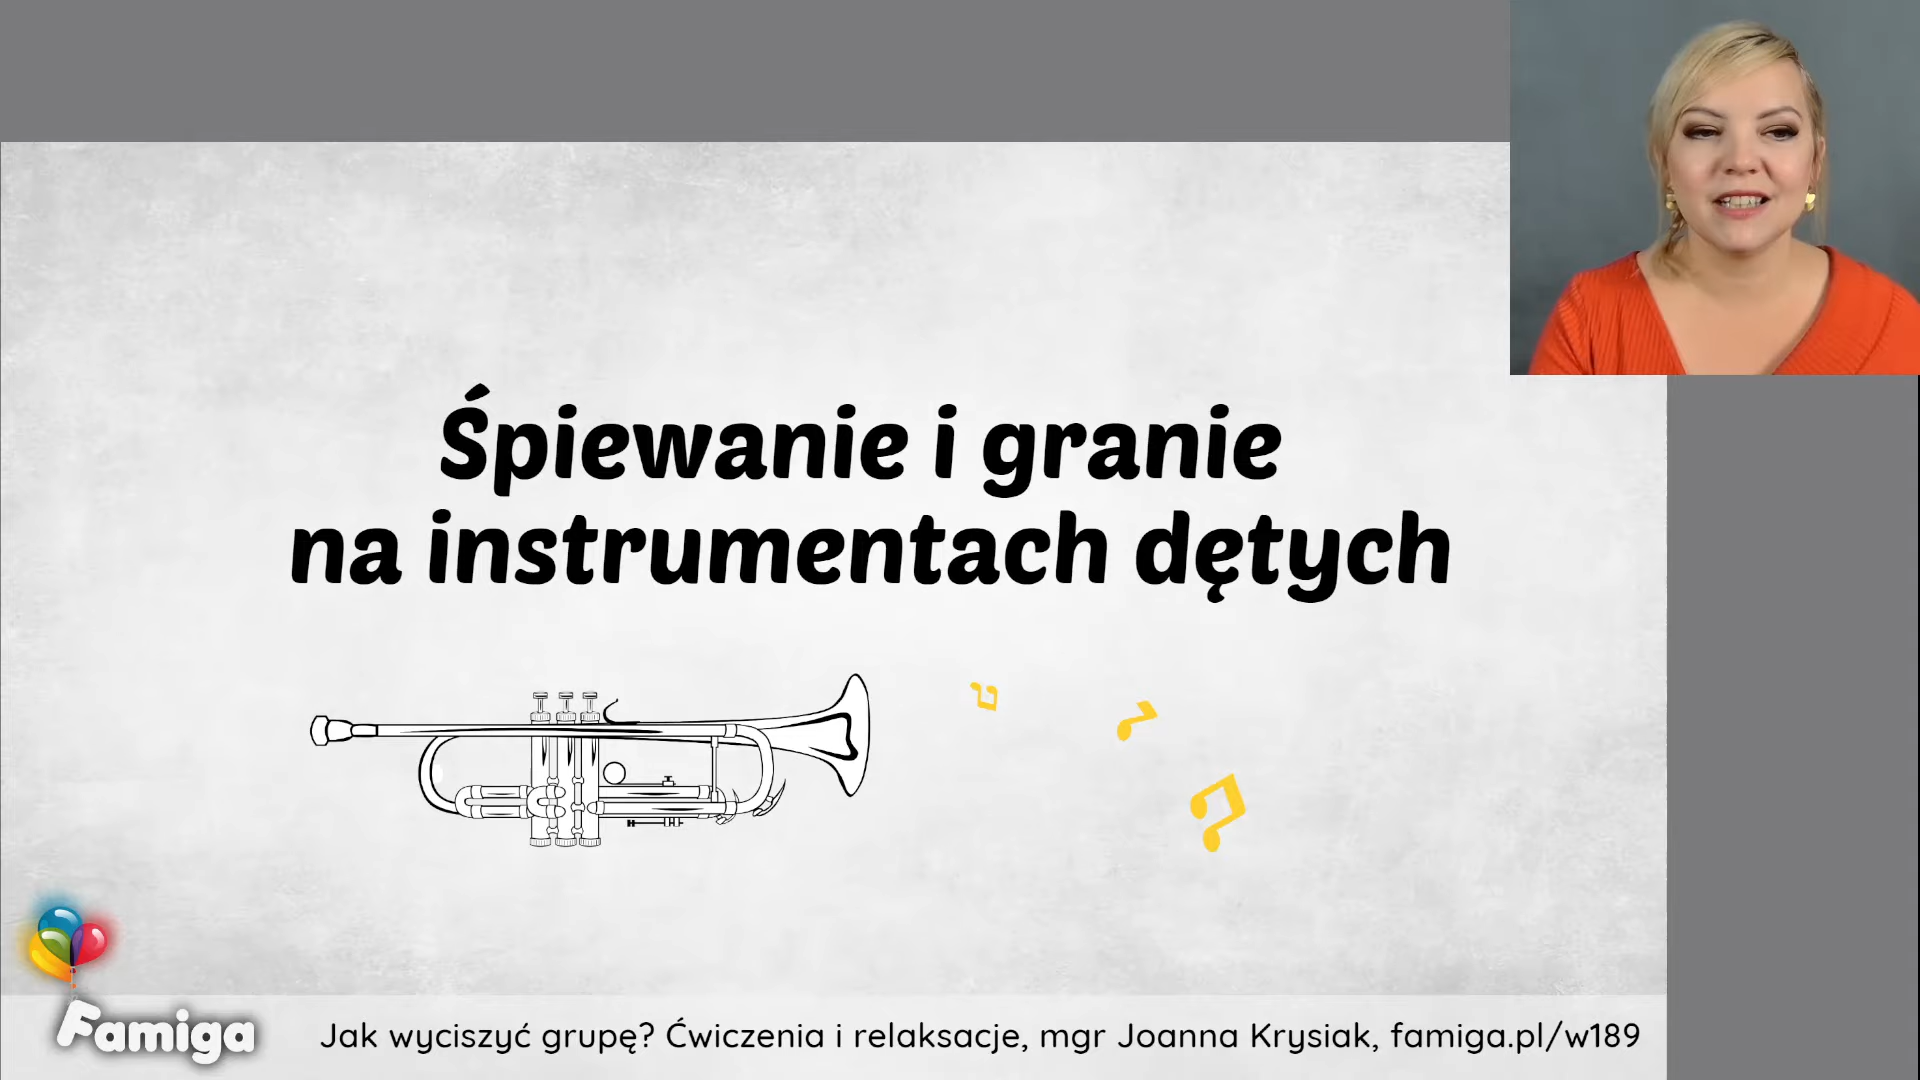 Śpiewanie i granie
na instrumentach dętych
Famiga
Jak wyciszyć grupę? Ćwiczenia i relaksacje, mgr Joanna Krysiak, famiga.pl/w189